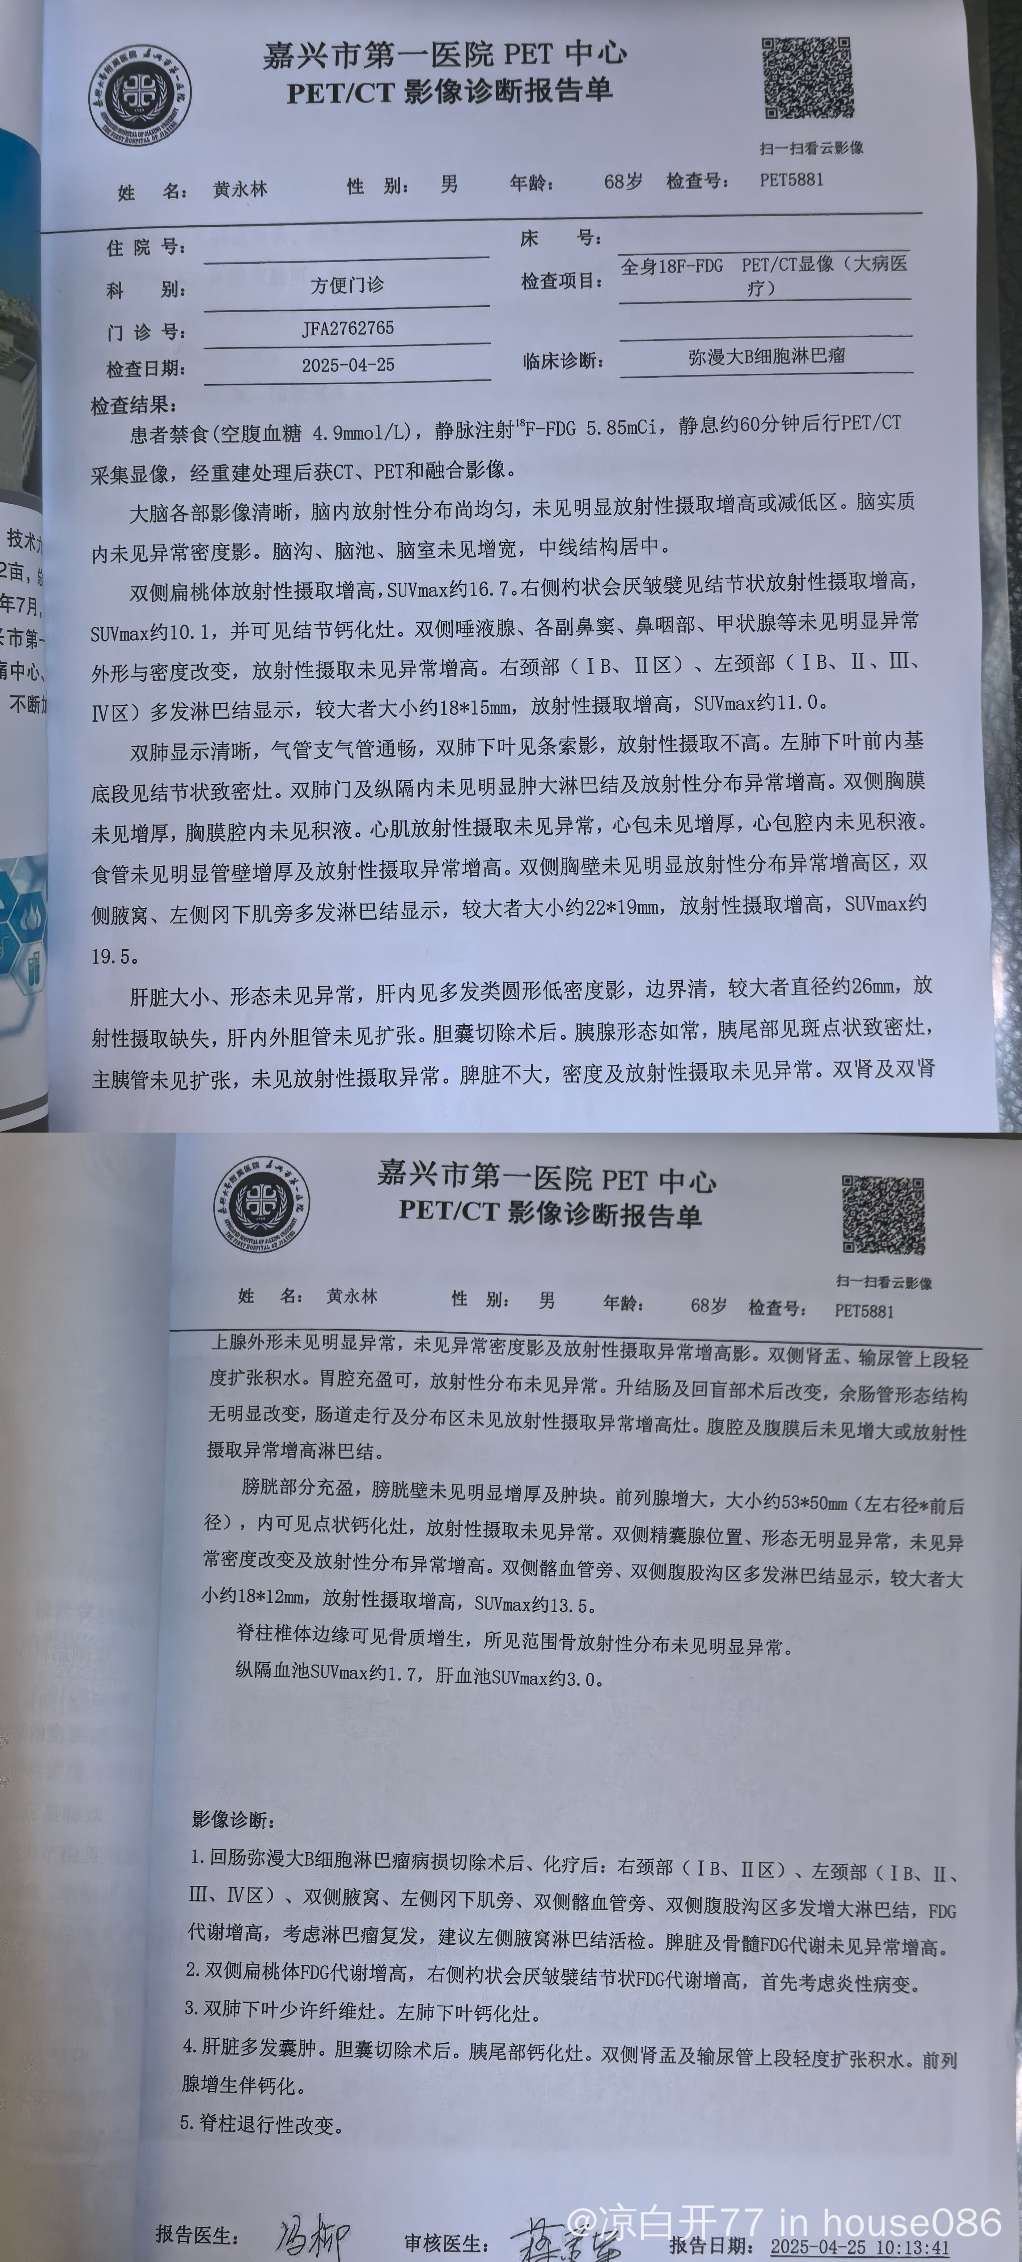 嘉兴市第一医院 PET 中心
PET/CT 影像诊断报告单
扫一扫看云影像
姓 名： 黄永林 性 别： 男 年龄： 68岁 检查号： PET5881
住 院 号： 床 号：
科 别： 方便门诊 检查项目： 全身18F-FDG PET/CT显像（大病医
疗）
门 诊 号： JFA2762765
检查日期： 2025-04-25 临床诊断： 弥漫大B细胞淋巴瘤
检查结果：
患者禁食(空腹血糖 4.9mmol/L)，静脉注射¹⁸F-FDG 5.85mCi，静息约60分钟后行PET/CT
采集显像，经重建处理后获CT、PET和融合影像。
大脑各部影像清晰，脑内放射性分布尚均匀，未见明显放射性摄取增高或减低区。脑实质
内未见异常密度影。脑沟、脑池、脑室未见增宽，中线结构居中。
双侧扁桃体放射性摄取增高，SUVmax约16.7。右侧杓状会厌皱襞见结节状放射性摄取增高，
SUVmax约10.1，并可见结节钙化灶。双侧唾液腺、各副鼻窦、鼻咽部、甲状腺等未见明显异常
外形与密度改变，放射性摄取未见异常增高。右颈部（ⅠB、Ⅱ区）、左颈部（ⅠB、Ⅱ、Ⅲ、
Ⅳ区）多发淋巴结显示，较大者大小约18*15mm，放射性摄取增高，SUVmax约11.0。
双肺显示清晰，气管支气管通畅，双肺下叶见条索影，放射性摄取不高。左肺下叶前内基
底段见结节状致密灶。双肺门及纵隔内未见明显肿大淋巴结及放射性分布异常增高。双侧胸膜
未见增厚，胸膜腔内未见积液。心肌放射性摄取未见异常，心包未见增厚，心包腔内未见积液。
食管未见明显管壁增厚及放射性摄取异常增高。双侧胸壁未见明显放射性分布异常增高区，双
侧腋窝、左侧冈下肌旁多发淋巴结显示，较大者大小约22*19mm，放射性摄取增高，SUVmax约
19.5。
肝脏大小、形态未见异常，肝内见多发类圆形低密度影，边界清，较大者直径约26mm，放
射性摄取缺失，肝内外胆管未见扩张。胆囊切除术后。胰腺形态如常，胰尾部见斑点状致密灶，
主胰管未见扩张，未见放射性摄取异常。脾脏不大，密度及放射性摄取未见异常。双肾及双肾
技术
2亩，
年7月，
市第一
痛中心、
不断
嘉兴市第一医院 PET 中心
PET/CT 影像诊断报告单
扫一扫看云影像
姓 名： 黄永林 性 别： 男 年龄： 68岁 检查号： PET5881
上腺外形未见明显异常，未见异常密度影及放射性摄取异常增高影。双侧肾盂、输尿管上段轻
度扩张积水。胃腔充盈可，放射性分布未见异常。升结肠及回盲部术后改变，余肠管形态结构
无明显改变，肠道走行及分布区未见放射性摄取异常增高灶。腹腔及腹膜后未见增大或放射性
摄取异常增高淋巴结。
膀胱部分充盈，膀胱壁未见明显增厚及肿块。前列腺增大，大小约53*50mm（左右径*前后
径），内可见点状钙化灶，放射性摄取未见异常。双侧精囊腺位置、形态无明显异常，未见异
常密度改变及放射性分布异常增高。双侧髂血管旁、双侧腹股沟区多发淋巴结显示，较大者大
小约18*12mm，放射性摄取增高，SUVmax约13.5。
脊柱椎体边缘可见骨质增生，所见范围骨放射性分布未见明显异常。
纵隔血池SUVmax约1.7，肝血池SUVmax约3.0。
影像诊断：
1.回肠弥漫大B细胞淋巴瘤病损切除术后、化疗后：右颈部（ⅠB、Ⅱ区）、左颈部（ⅠB、Ⅱ、
Ⅲ、Ⅳ区）、双侧腋窝、左侧冈下肌旁、双侧髂血管旁、双侧腹股沟区多发增大淋巴结，FDG
代谢增高，考虑淋巴瘤复发，建议左侧腋窝淋巴结活检。脾脏及骨髓FDG代谢未见异常增高。
2.双侧扁桃体FDG代谢增高，右侧杓状会厌皱襞结节状FDG代谢增高，首先考虑炎性病变。
3.双肺下叶少许纤维灶。左肺下叶钙化灶。
4.肝脏多发囊肿。胆囊切除术后。胰尾部钙化灶。双侧肾盂及输尿管上段轻度扩张积水。前列
腺增生伴钙化。
5.脊柱退行性改变。
@凉白开77 in house086
报告医生： 冯柳 审核医生： 报告日期： 2025-04-25 10:13:41